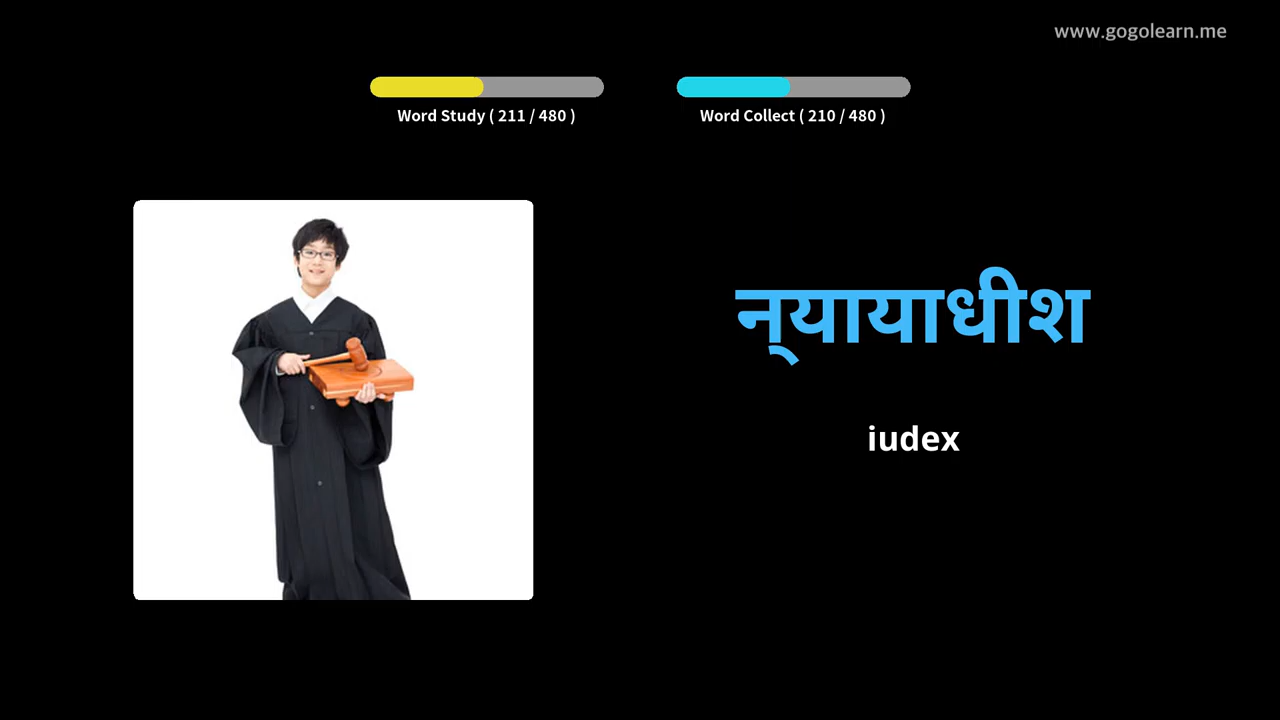 www.gogolearn.me
Word Study ( 211 / 480 )
Word Collect ( 210 / 480 )
न्‌यायाधीश
iudex